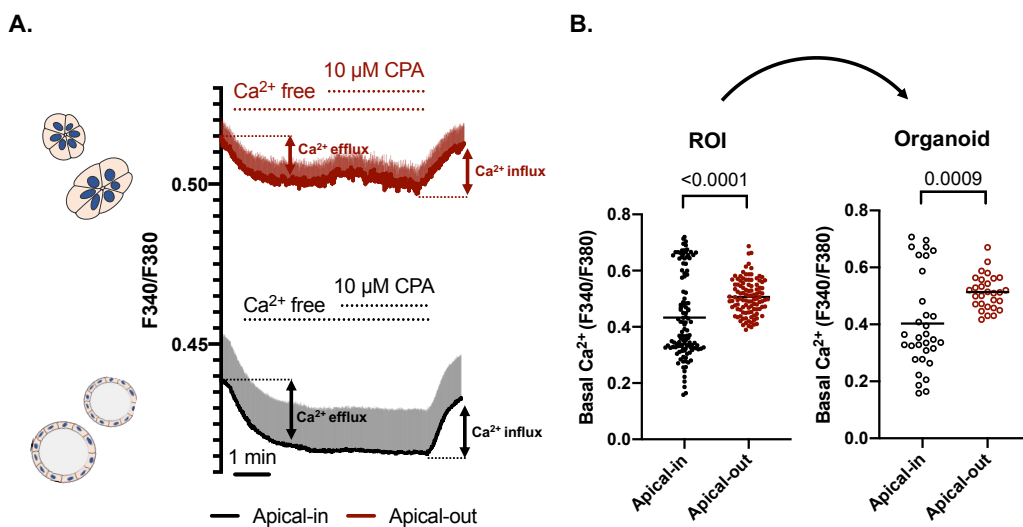 A.
10 µM CPA
Ca2+ free
Ca2+ efflux
Ca2+ influx
0.50
F340/F380
10 µM CPA
Ca2+ free
0.45
Ca2+ efflux
Ca2+ influx
1 min
Apical-in Apical-out
B.
ROI
<0.0001
Basal Ca2+ (F340/F380)
0.8
0.6
0.4
0.2
0.0
Apical-in
Apical-out
Organoid
0.0009
Basal Ca2+ (F340/F380)
0.8
0.6
0.4
0.2
0.0
Apical-in
Apical-out